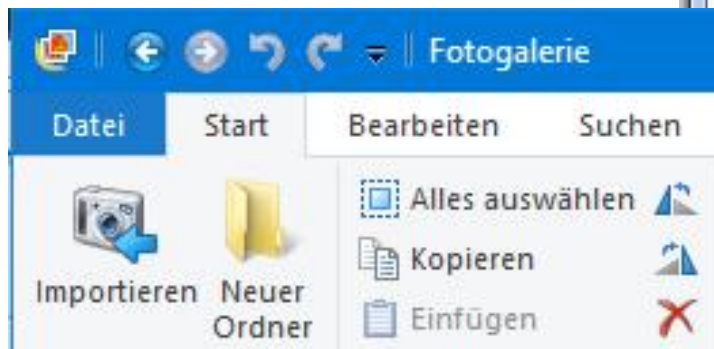 Fotogalerie
Datei Start Bearbeiten Suchen
Importieren
Neuer
Ordner
Alles auswählen
Kopieren
Einfügen